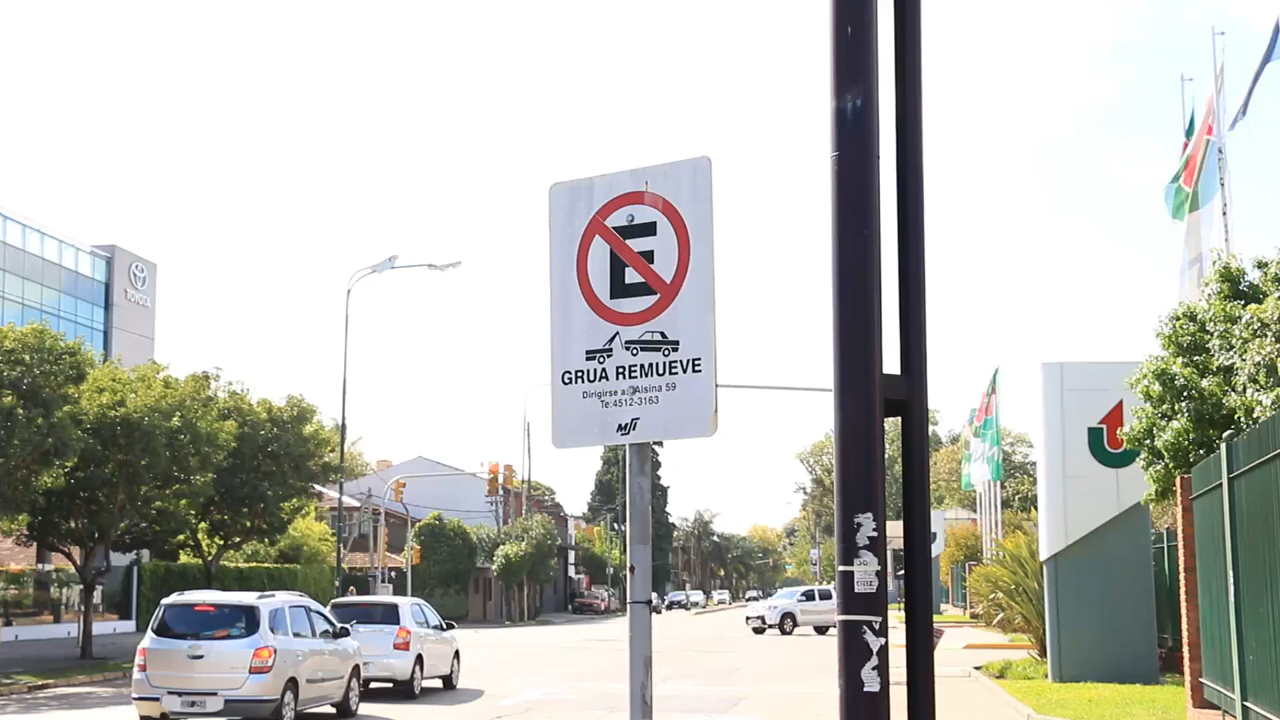 TOYOTA
E
GRUA REMUEVE
Dirigirse a: Alsina 59
Te:4512-3163
MSI